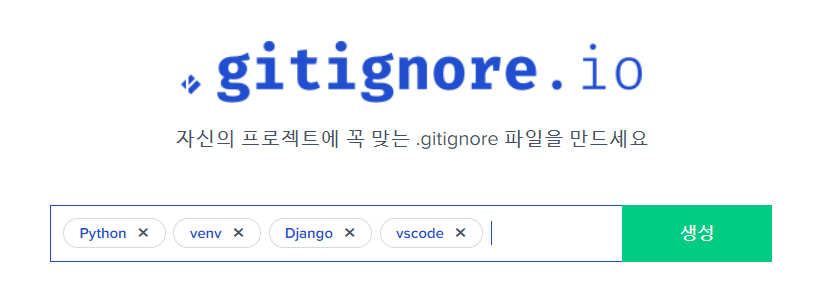 .gitignore.io
자신의 프로젝트에 꼭 맞는 .gitignore 파일을 만드세요
Python × venv × Django × vscode × 생성